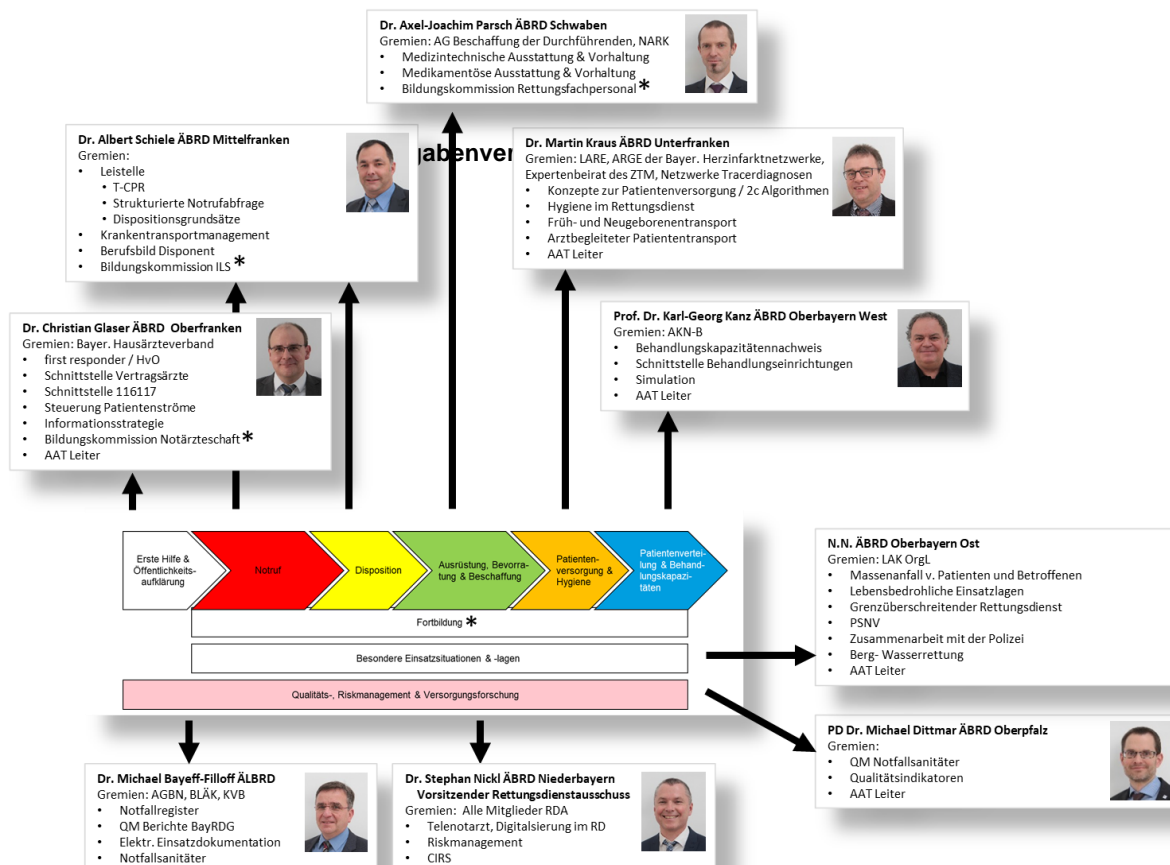 Dr. Axel-Joachim Parsch ÄBRD Schwaben
Gremien: AG Beschaffung der Durchführenden, NARK
• Medizintechnische Ausstattung & Vorhaltung
• Medikamentöse Ausstattung & Vorhaltung
• Bildungskommission Rettungsfachpersonal *
Dr. Albert Schiele ÄBRD Mittelfranken
Gremien:
• Leistelle
• T-CPR
• Strukturierte Notrufabfrage
• Dispositionsgrundsätze
• Krankentransportmanagement
• Berufsbild Disponent
• Bildungskommission ILS *
gabenver
Dr. Martin Kraus ÄBRD Unterfranken
Gremien: LARE, ARGE der Bayer. Herzinfarktnetzwerke,
Expertenbeirat des ZTM, Netzwerke Tracerdiagnosen
• Konzepte zur Patientenversorgung / 2c Algorithmen
• Hygiene im Rettungsdienst
• Früh- und Neugeborenentransport
• Arztbegleiteter Patiententransport
• AAT Leiter
Dr. Christian Glaser ÄBRD Oberfranken
Gremien: Bayer. Hausärzteverband
• first responder / HvO
• Schnittstelle Vertragsärzte
• Schnittstelle 116117
• Steuerung Patientenströme
• Informationsstrategie
• Bildungskommission Notärzteschaft *
• AAT Leiter
Prof. Dr. Karl-Georg Kanz ÄBRD Oberbayern West
Gremien: AKN-B
• Behandlungskapazitätennachweis
• Schnittstelle Behandlungseinrichtungen
• Simulation
• AAT Leiter
Erste Hilfe &
Öffentlichkeits-
aufklärung
Notruf
Disposition
Ausrüstung, Bevorra-
tung & Beschaffung
Patienten-
versorgung &
Hygiene
Patientenvertei-
lung & Behand-
lungskapazi-
täten
Fortbildung *
Besondere Einsatzsituationen & -lagen
Qualitäts-, Riskmanagement & Versorgungsforschung
N.N. ÄBRD Oberbayern Ost
Gremien: LAK OrgL
• Massenanfall v. Patienten und Betroffenen
• Lebensbedrohliche Einsatzlagen
• Grenzüberschreitender Rettungsdienst
• PSNV
• Zusammenarbeit mit der Polizei
• Berg- Wasserrettung
• AAT Leiter
PD Dr. Michael Dittmar ÄBRD Oberpfalz
Gremien:
• QM Notfallsanitäter
• Qualitätsindikatoren
• AAT Leiter
Dr. Michael Bayeff-Filloff ÄLBRD
Gremien: AGBN, BLÄK, KVB
• Notfallregister
• QM Berichte BayRDG
• Elektr. Einsatzdokumentation
• Notfallsanitäter
Dr. Stephan Nickl ÄBRD Niederbayern
Vorsitzender Rettungsdienstausschuss
Gremien: Alle Mitglieder RDA
• Telenotarzt, Digitalsierung im RD
• Riskmanagement
• CIRS